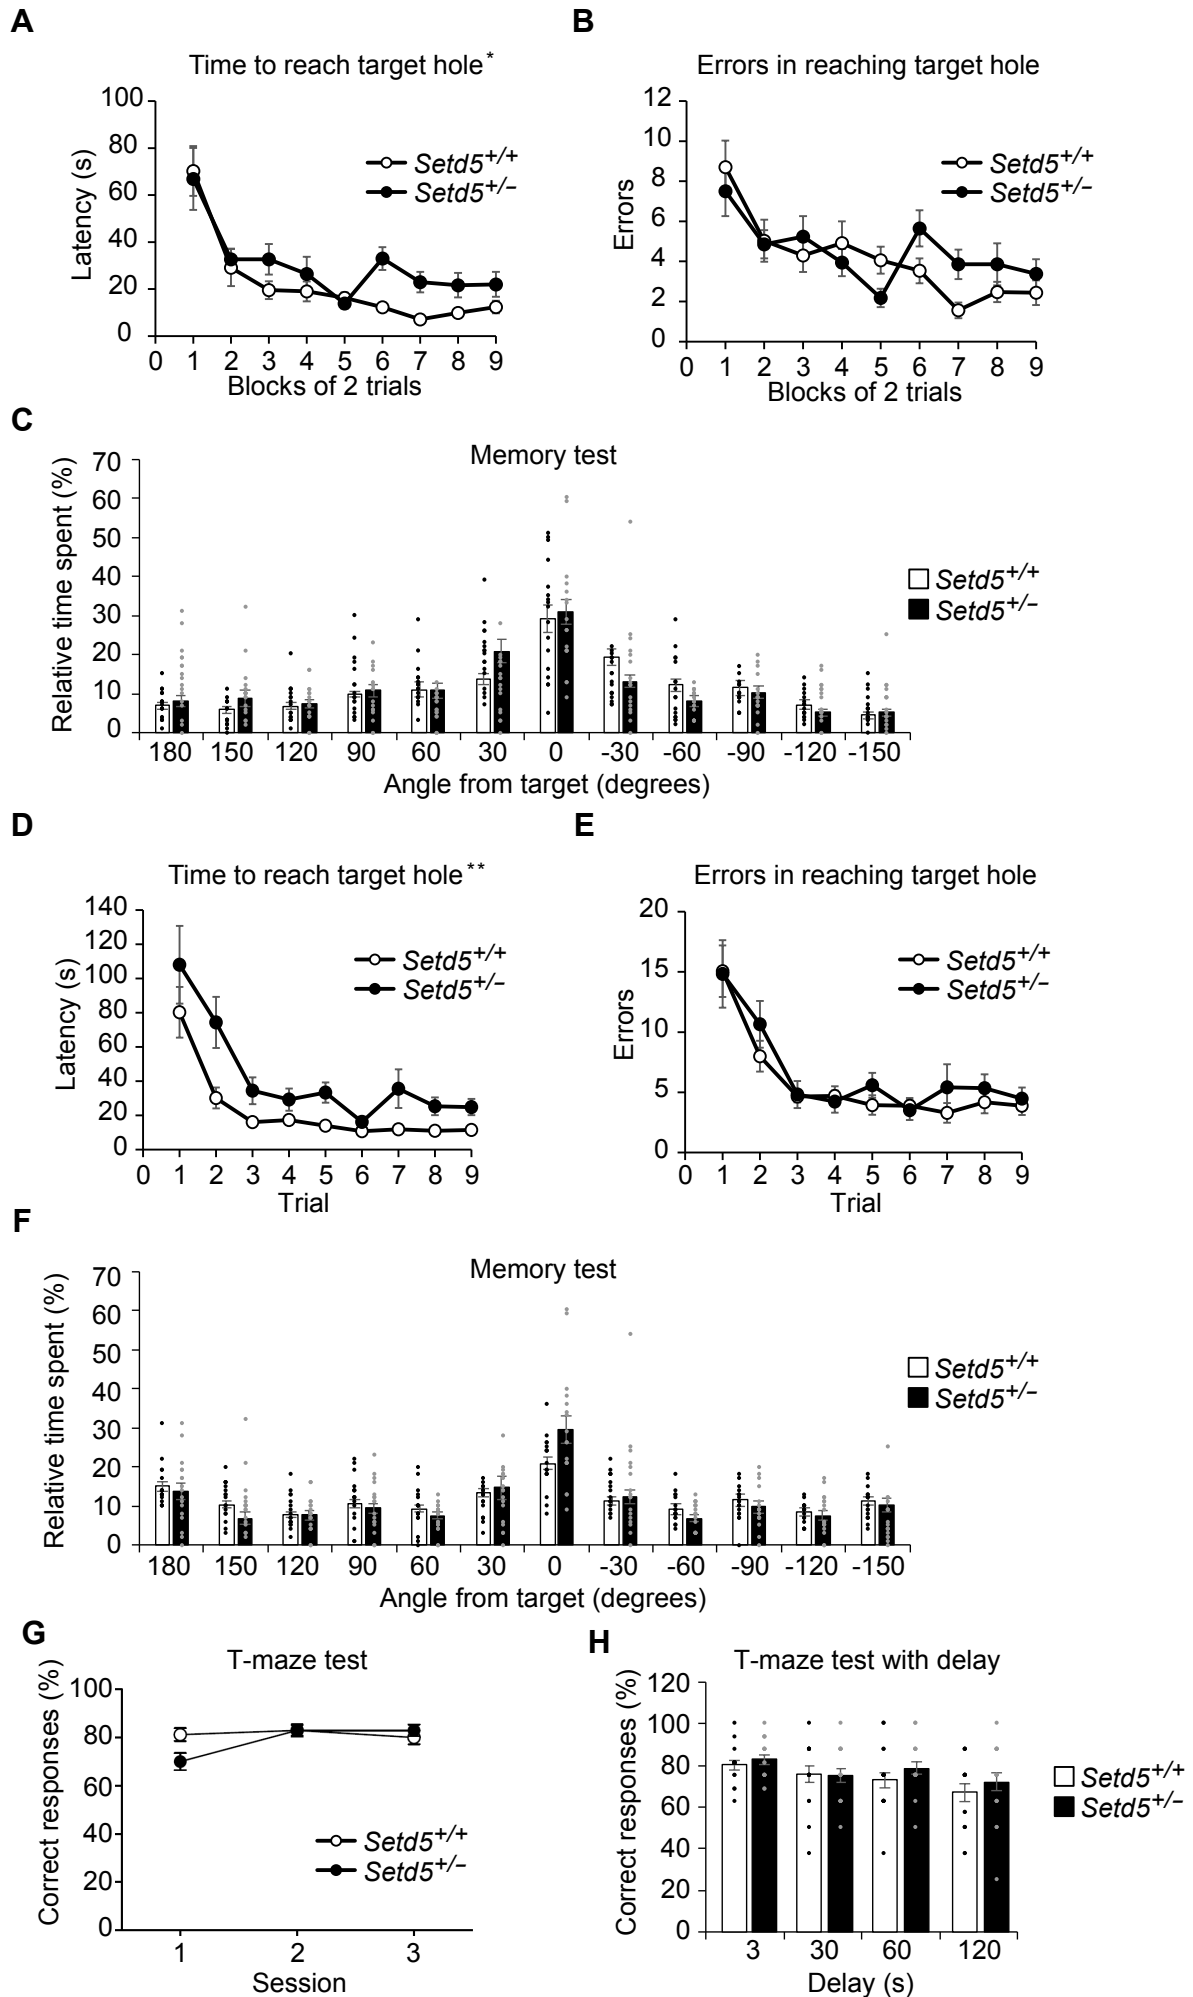 A
B
Time to reach target hole*
Errors in reaching target hole
100
80
60
40
20
0
Latency (s)
Setd5+/+
Setd5+/−
0 1 2 3 4 5 6 7 8 9
Blocks of 2 trials
12
10
8
6
4
2
0
Errors
Setd5+/+
Setd5+/−
0 1 2 3 4 5 6 7 8 9
Blocks of 2 trials
C
Memory test
70
60
50
40
30
20
10
0
Relative time spent (%)
Setd5+/+
Setd5+/−
180 150 120 90 60 30 0 -30 -60 -90 -120 -150
Angle from target (degrees)
D
E
Time to reach target hole**
Errors in reaching target hole
140
120
100
80
60
40
20
0
Latency (s)
Setd5+/+
Setd5+/−
0 1 2 3 4 5 6 7 8 9
Trial
20
15
10
5
0
Errors
Setd5+/+
Setd5+/−
0 1 2 3 4 5 6 7 8 9
Trial
F
Memory test
70
60
50
40
30
20
10
0
Relative time spent (%)
Setd5+/+
Setd5+/−
180 150 120 90 60 30 0 -30 -60 -90 -120 -150
Angle from target (degrees)
G
H
T-maze test
T-maze test with delay
100
80
60
40
20
0
Correct responses (%)
Setd5+/+
Setd5+/−
1 2 3
Session
120
100
80
60
40
20
0
Correct responses (%)
Setd5+/+
Setd5+/−
3 30 60 120
Delay (s)